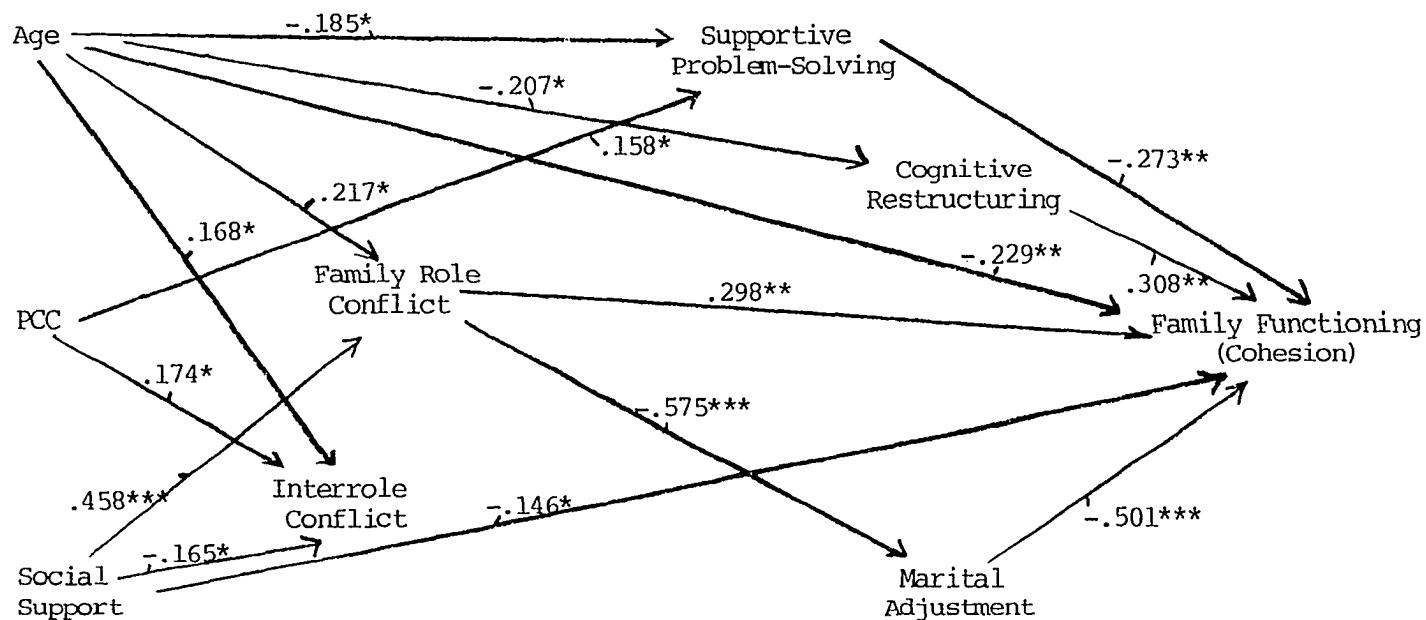 Age
-.185*
Supportive
Problem-Solving
-.207*
.158*
-.273**
Cognitive
Restructuring
.217*
.168*
-.229**
.308**
Family Role
Conflict
.298**
PCC
Family Functioning
(Cohesion)
.174*
-.575***
.458***
Interrole
Conflict
-.146*
-.501***
-.165*
Social
Support
Marital
Adjustment